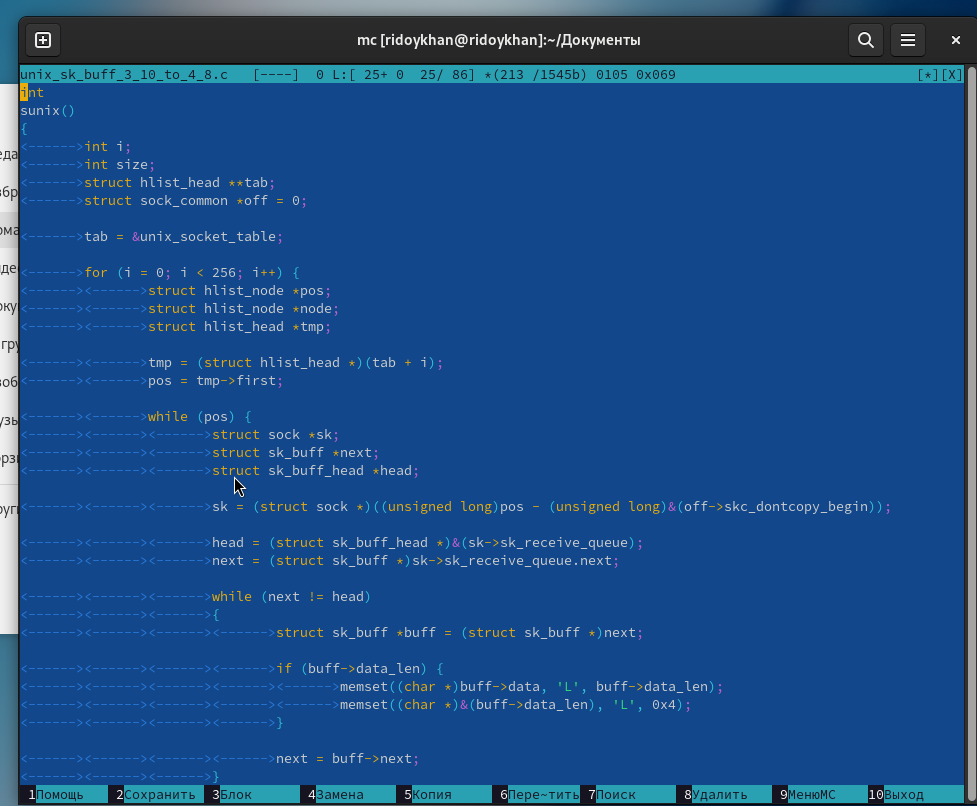 mc [ridoykhan@ridoykhan]:~/Документы
unix_sk_buff_3_10_to_4_8.c [----] 0 L:[ 25+ 0 25/ 86] *(213 /1545b) 0105 0x069 [*][X]
int
sunix()
{
<------>int i;
<------>int size;
<------>struct hlist_head **tab;
<------>struct sock_common *off = 0;
<------>tab = &unix_socket_table;
<------>for (i = 0; i < 256; i++) {
<------><------>struct hlist_node *pos;
<------><------>struct hlist_node *node;
<------><------>struct hlist_head *tmp;
<------><------>tmp = (struct hlist_head *)(tab + i);
<------><------>pos = tmp->first;
<------><------>while (pos) {
<------><------><------>struct sock *sk;
<------><------><------>struct sk_buff *next;
<------><------><------>struct sk_buff_head *head;
<------><------><------>sk = (struct sock *)((unsigned long)pos - (unsigned long)&(off->skc_dontcopy_begin));
<------><------><------>head = (struct sk_buff_head *)&(sk->sk_receive_queue);
<------><------><------>next = (struct sk_buff *)sk->sk_receive_queue.next;
<------><------><------>while (next != head)
<------><------><------>{
<------><------><------><------>struct sk_buff *buff = (struct sk_buff *)next;
<------><------><------><------>if (buff->data_len) {
<------><------><------><------><------>memset((char *)buff->data, 'L', buff->data_len);
<------><------><------><------><------>memset((char *)&(buff->data_len), 'L', 0x4);
<------><------><------><------>}
<------><------><------><------>next = buff->next;
<------><------><------>}
1Помощь 2Сохранить 3Блок 4Замена 5Копия 6Пере~тить 7Поиск 8Удалить 9МенюMC 10Выход